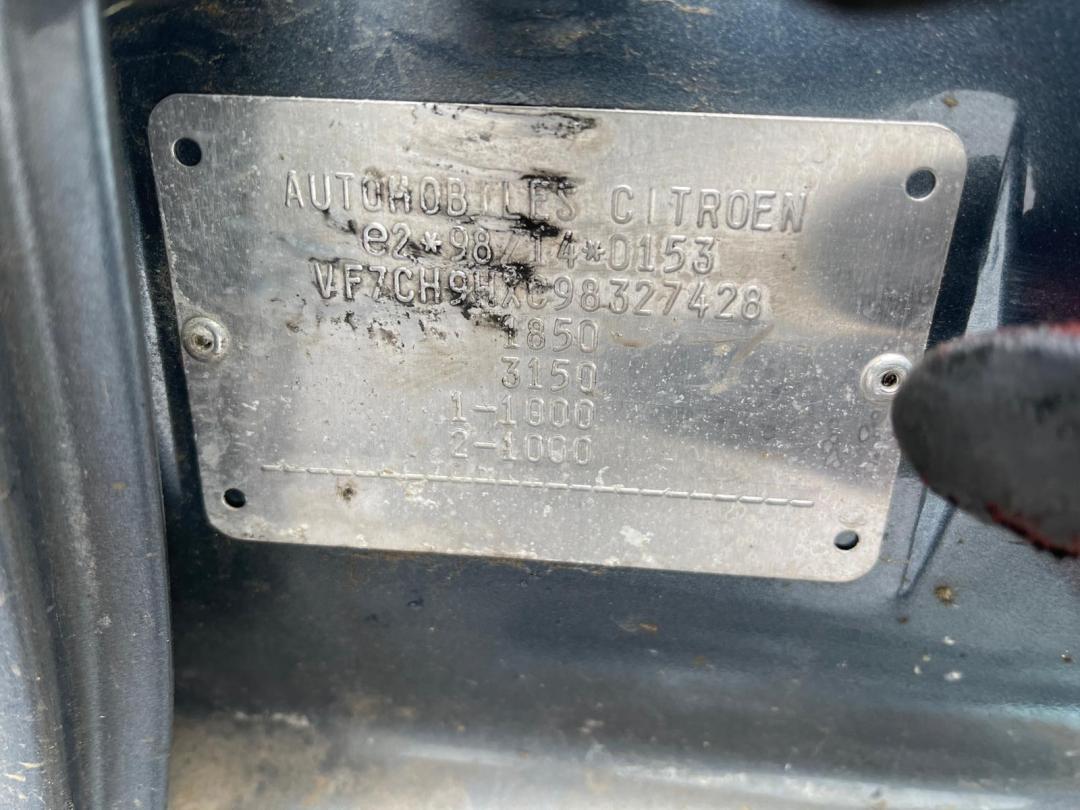 AUTOMOBILES CITROEN
e2*98/14*0153
VF7CH9HXC98327428
1850
3150
1-1000
2-1000